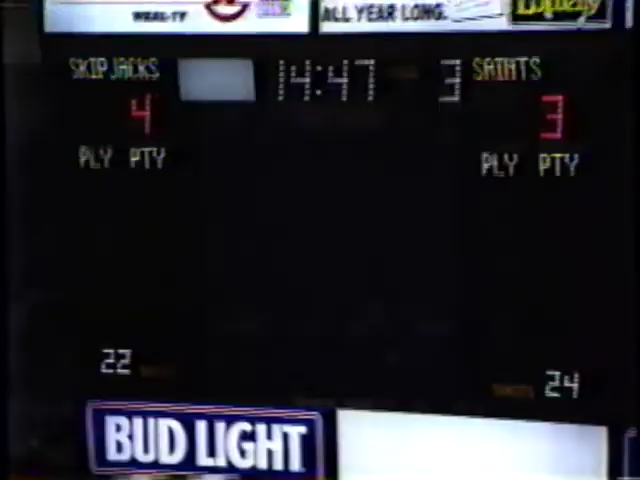 WBAL-TV
ALL YEAR LONG.
Lottery
SKIPJACKS 14:47 3 SAINTS
4 3
PLY PTY PLY PTY
22 24
BUD LIGHT